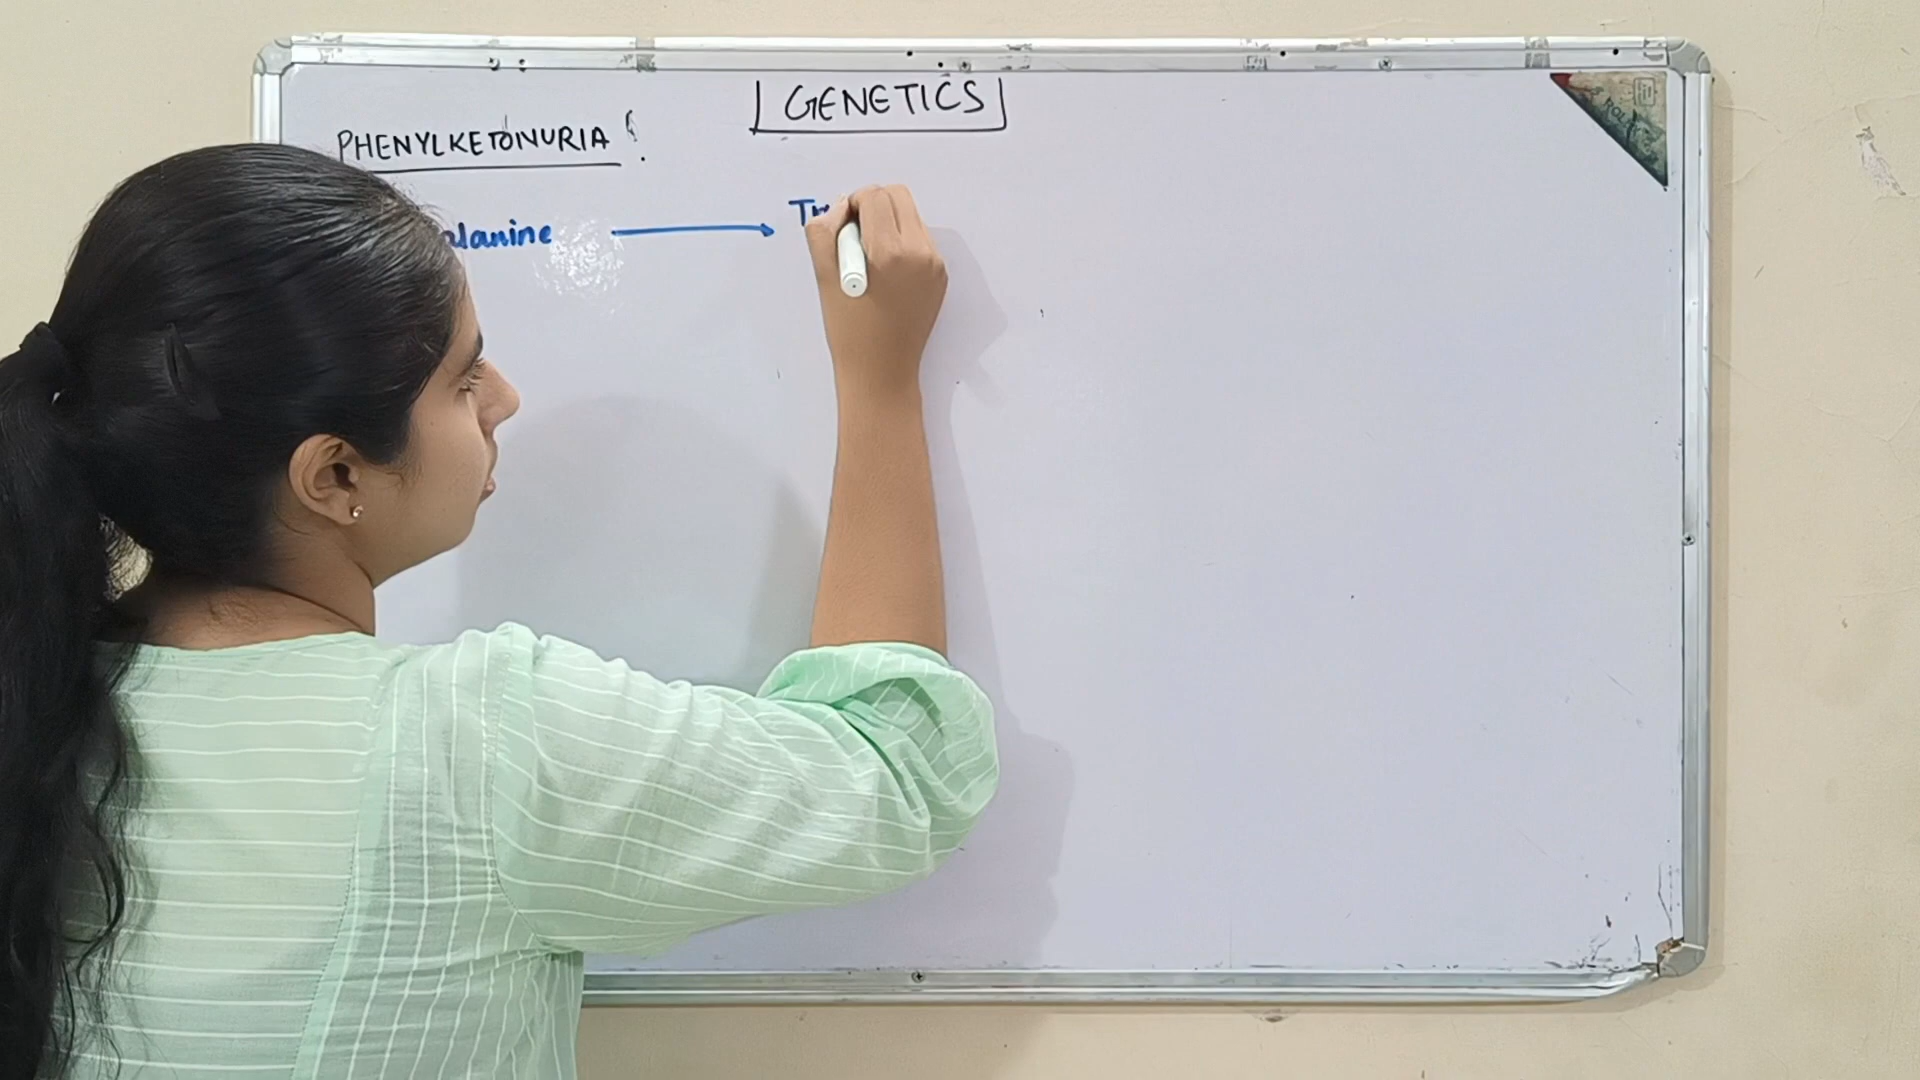 GENETICS
PHENYLKETONURIA :
alanine →